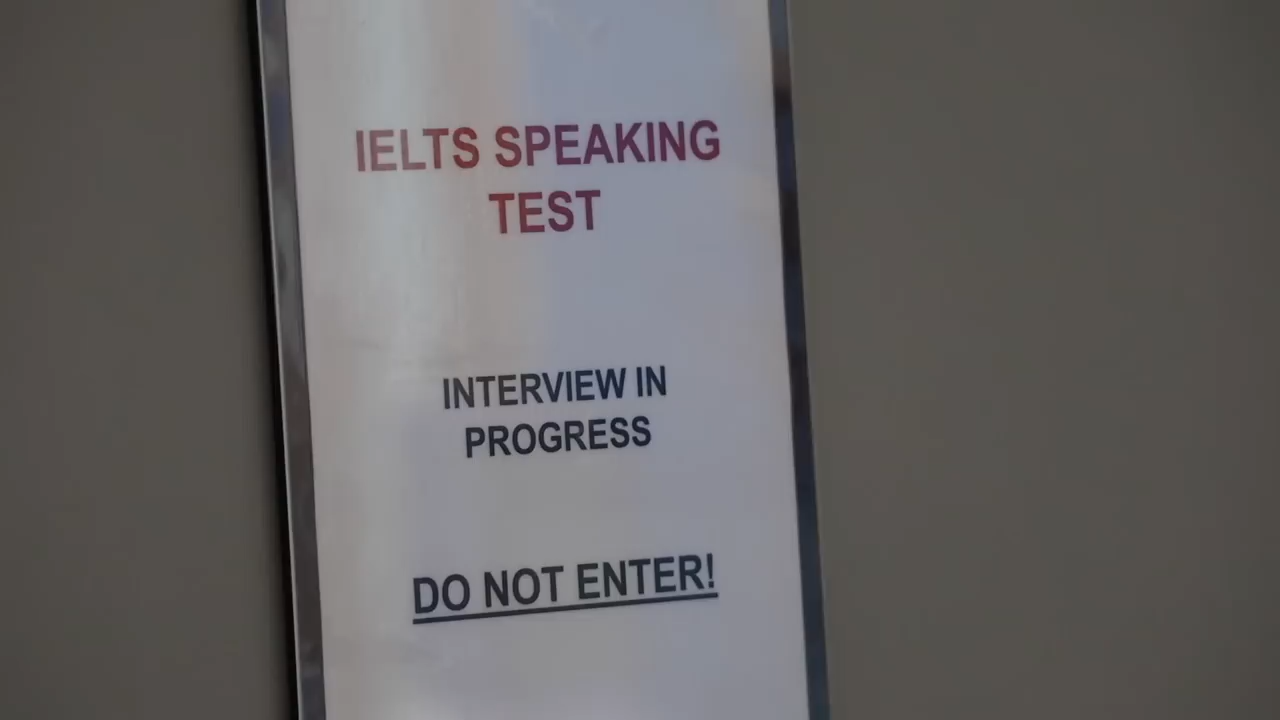 IELTS SPEAKING
TEST
INTERVIEW IN
PROGRESS
DO NOT ENTER!